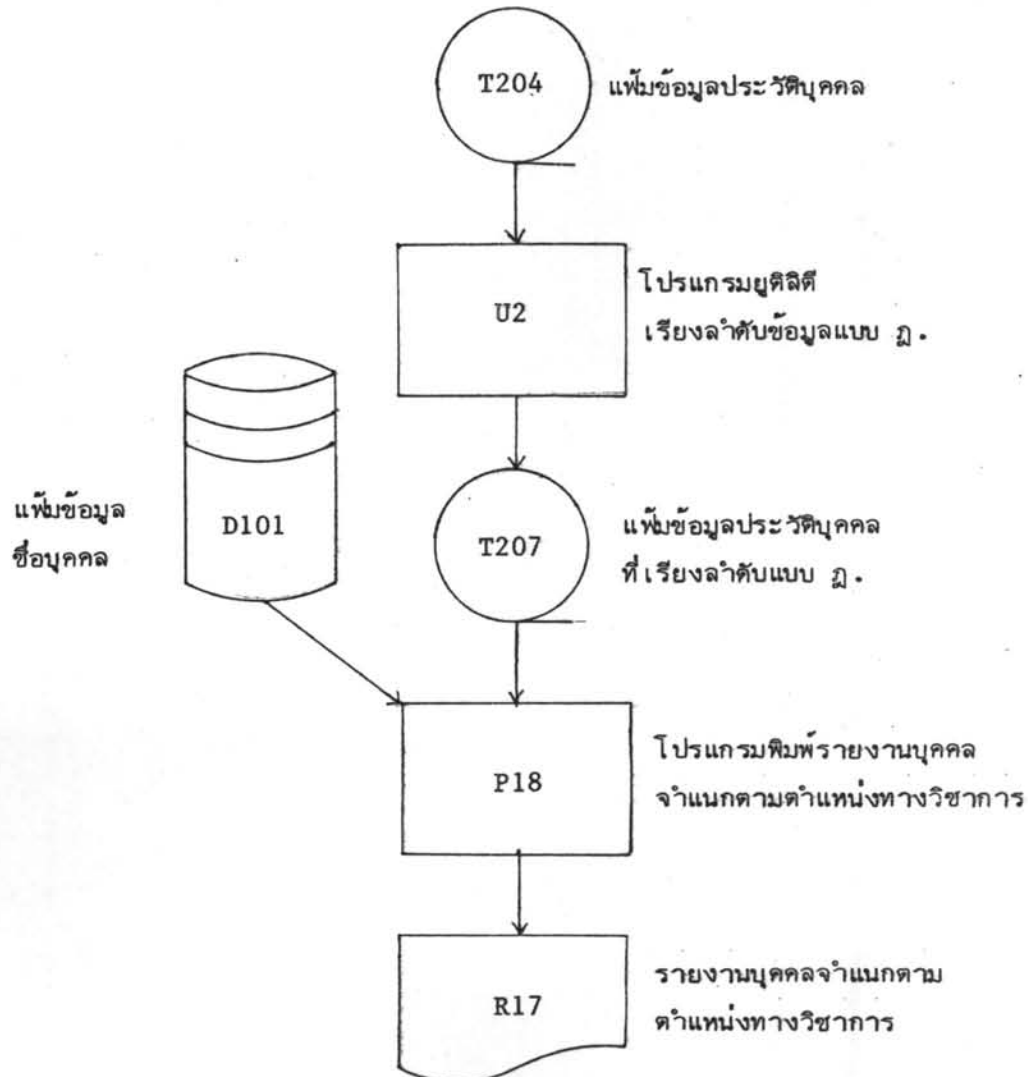 T204
แฟ้มข้อมูลประวัติบุคคล
U2
โปรแกรมยูติลิตี
เรียงลำดับข้อมูลแบบ ฎ.
แฟ้มข้อมูล
ชื่อบุคคล
D101
T207
แฟ้มข้อมูลประวัติบุคคล
ที่เรียงลำดับแบบ ฎ.
P18
โปรแกรมพิมพ์รายงานบุคคล
จำแนกตามตำแหน่งทางวิชาการ
R17
รายงานบุคคลจำแนกตาม
ตำแหน่งทางวิชาการ